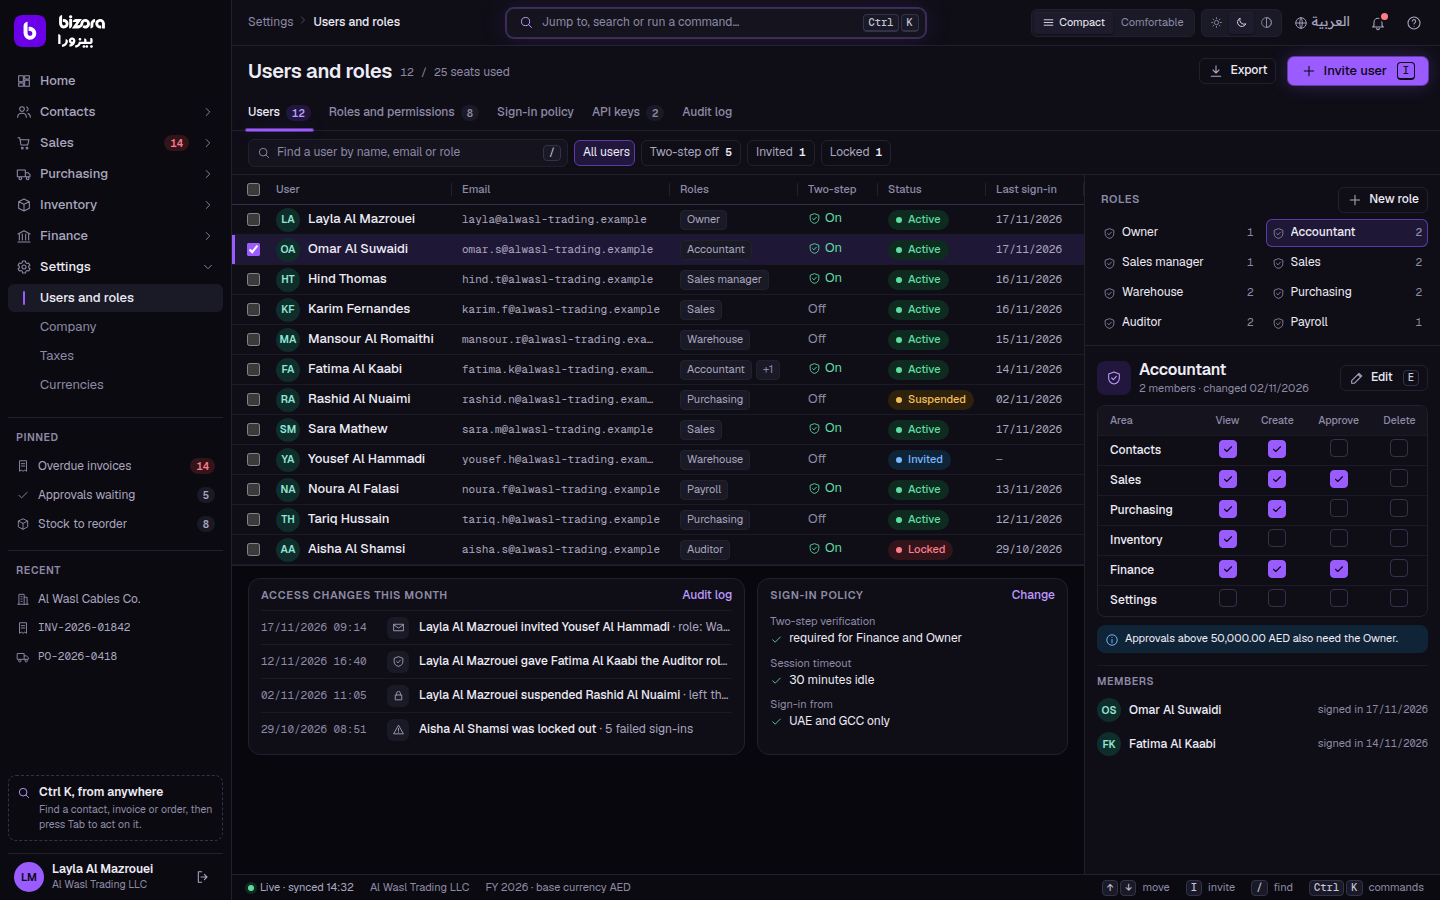 bizora
بيزورا
Home
Contacts
Sales 14
Purchasing
Inventory
Finance
Settings
Users and roles
Company
Taxes
Currencies
PINNED
Overdue invoices 14
Approvals waiting 5
Stock to reorder 8
RECENT
Al Wasl Cables Co.
INV-2026-01842
PO-2026-0418
Ctrl K, from anywhere
Find a contact, invoice or order, then
press Tab to act on it.
LM Layla Al Mazrouei
Al Wasl Trading LLC
Settings Users and roles
Jump to, search or run a command... Ctrl K
Compact Comfortable
العربية
Users and roles 12 / 25 seats used
Export
Invite user I
Users 12 Roles and permissions 8 Sign-in policy API keys 2 Audit log
Find a user by name, email or role / All users Two-step off 5 Invited 1 Locked 1
User Email Roles Two-step Status Last sign-in
LA Layla Al Mazrouei layla@alwasl-trading.example Owner On Active 17/11/2026
OA Omar Al Suwaidi omar.s@alwasl-trading.example Accountant On Active 17/11/2026
HT Hind Thomas hind.t@alwasl-trading.example Sales manager On Active 16/11/2026
KF Karim Fernandes karim.f@alwasl-trading.example Sales Off Active 16/11/2026
MA Mansour Al Romaithi mansour.r@alwasl-trading.exa... Warehouse Off Active 15/11/2026
FA Fatima Al Kaabi fatima.k@alwasl-trading.exam... Accountant +1 On Active 14/11/2026
RA Rashid Al Nuaimi rashid.n@alwasl-trading.exam... Purchasing Off Suspended 02/11/2026
SM Sara Mathew sara.m@alwasl-trading.example Sales On Active 17/11/2026
YA Yousef Al Hammadi yousef.h@alwasl-trading.exam... Warehouse Off Invited –
NA Noura Al Falasi noura.f@alwasl-trading.example Payroll On Active 13/11/2026
TH Tariq Hussain tariq.h@alwasl-trading.example Purchasing Off Active 12/11/2026
AA Aisha Al Shamsi aisha.s@alwasl-trading.example Auditor On Locked 29/10/2026
ACCESS CHANGES THIS MONTH Audit log
17/11/2026 09:14 Layla Al Mazrouei invited Yousef Al Hammadi · role: Wa...
12/11/2026 16:40 Layla Al Mazrouei gave Fatima Al Kaabi the Auditor rol...
02/11/2026 11:05 Layla Al Mazrouei suspended Rashid Al Nuaimi · left th...
29/10/2026 08:51 Aisha Al Shamsi was locked out · 5 failed sign-ins
SIGN-IN POLICY Change
Two-step verification
required for Finance and Owner
Session timeout
30 minutes idle
Sign-in from
UAE and GCC only
ROLES New role
Owner 1 Accountant 2
Sales manager 1 Sales 2
Warehouse 2 Purchasing 2
Auditor 2 Payroll 1
Accountant
2 members · changed 02/11/2026
Edit E
Area View Create Approve Delete
Contacts
Sales
Purchasing
Inventory
Finance
Settings
Approvals above 50,000.00 AED also need the Owner.
MEMBERS
OS Omar Al Suwaidi signed in 17/11/2026
FK Fatima Al Kaabi signed in 14/11/2026
Live · synced 14:32 Al Wasl Trading LLC FY 2026 · base currency AED
↑ ↓ move I invite / find Ctrl K commands